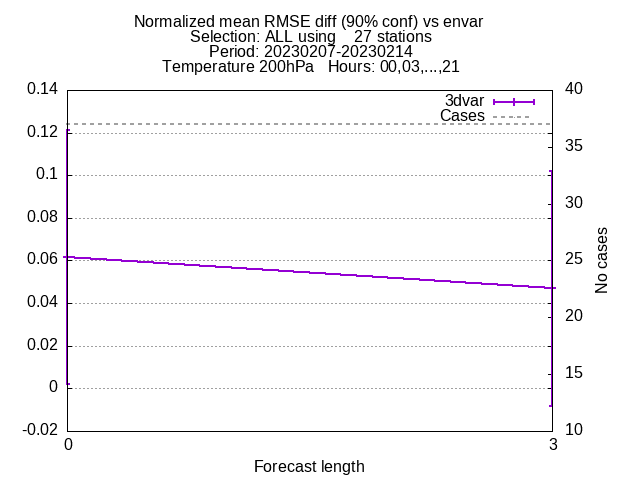 Normalized mean RMSE diff (90% conf) vs envar
Selection: ALL using    27 stations
Period: 20230207-20230214
Temperature 200hPa   Hours: 00,03,...,21
3dvar
Cases
0.14
0.12
0.1
0.08
0.06
0.04
0.02
0
-0.02
40
35
30
25
20
15
10
No cases
0
3
Forecast length